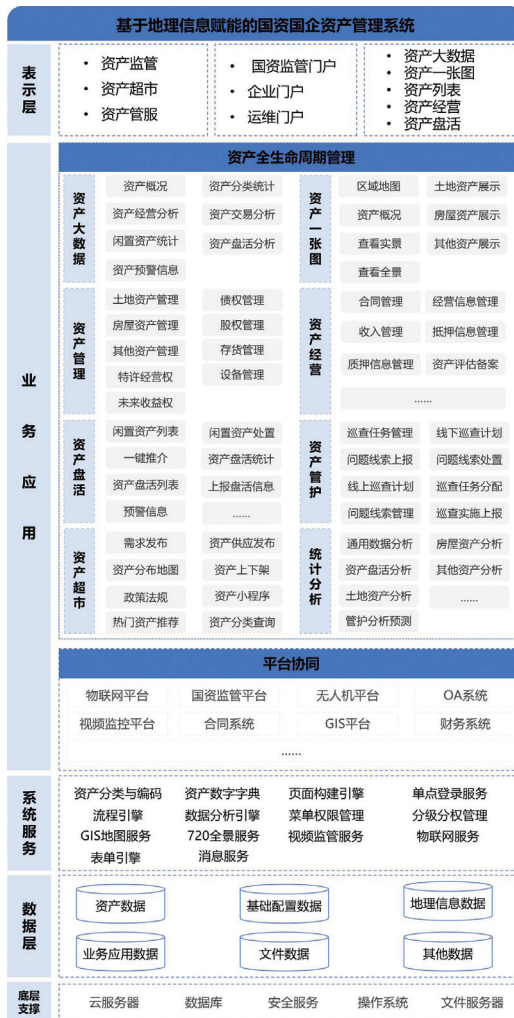 基于地理信息赋能的国资国企资产管理系统
表示层
• 资产监管
• 资产超市
• 资产管服
• 国资监管门户
• 企业门户
• 运维门户
• 资产大数据
• 资产一张图
• 资产列表
• 资产经营
• 资产盘活
业务应用
资产全生命周期管理
资产大数据
资产概况 资产分类统计
资产经营分析 资产交易分析
闲置资产统计 资产盘活分析
资产预警信息
资产一张图
区域地图 土地资产展示
资产概况 房屋资产展示
查看实景 其他资产展示
查看全景
资产管理
土地资产管理 债权管理
房屋资产管理 股权管理
其他资产管理 存货管理
特许经营权 设备管理
未来收益权
资产经营
合同管理 经营信息管理
收入管理 抵押信息管理
质押信息管理 资产评估备案
......
资产盘活
闲置资产列表 闲置资产处置
一键推介 资产盘活统计
资产盘活列表 上报盘活信息
预警信息 ......
资产管护
巡查任务管理 线下巡查计划
问题线索上报 问题线索处置
线上巡查计划 巡查任务分配
问题线索管理 巡查实施上报
资产超市
需求发布 资产供应发布
资产分布地图 资产上下架
政策法规 资产小程序
热门资产推荐 资产分类查询
统计分析
通用数据分析 房屋资产分析
资产盘活分析 其他资产分析
土地资产分析 ......
管护分析预测
平台协同
物联网平台 国资监管平台 无人机平台 OA系统
视频监控平台 合同系统 GIS平台 财务系统
......
系统服务
资产分类与编码 资产数字字典 页面构建引擎 单点登录服务
流程引擎 数据分析引擎 菜单权限管理 分级分权管理
GIS地图服务 720全景服务 视频监管服务 物联网服务
表单引擎 消息服务
数据层
资产数据 基础配置数据 地理信息数据
业务应用数据 文件数据 其他数据
底层支撑
云服务器 数据库 安全服务 操作系统 文件服务器